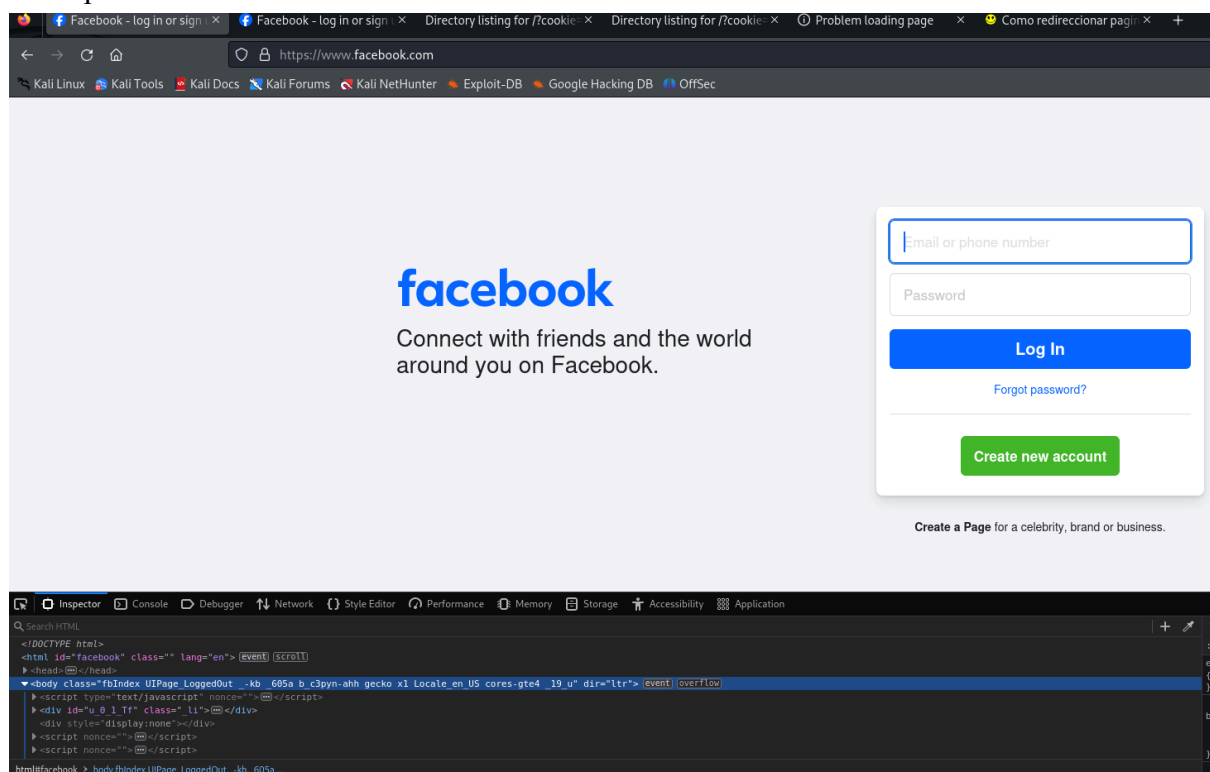 Facebook - log in or sign Facebook - log in or sign Directory listing for /?cookie= Directory listing for /?cookie= Problem loading page Como redireccionar pagin
https://www.facebook.com
Kali Linux Kali Tools Kali Docs Kali Forums Kali NetHunter Exploit-DB Google Hacking DB OffSec
Email or phone number
facebook
Password
Connect with friends and the world
around you on Facebook.
Log In
Forgot password?
Create new account
Create a Page for a celebrity, brand or business.
Inspector Console Debugger Network Style Editor Performance Memory Storage Accessibility Application
Search HTML
<!DOCTYPE html>
<html id="facebook" class="" lang="en"> event scroll
<head></head>
<body class="fbIndex UIPage_LoggedOut _-kb _605a b_c3pyn-ahh gecko x1 Locale_en_US cores-gte4 _19_u" dir="ltr"> event overflow
<script type="text/javascript" nonce=""></script>
<div id="u_0_1_Tf" class="_li"></div>
<div style="display:none"></div>
<script nonce=""></script>
<script nonce=""></script>
html#facebook > body.fbIndex.UIPage_LoggedOut._-kb._605a